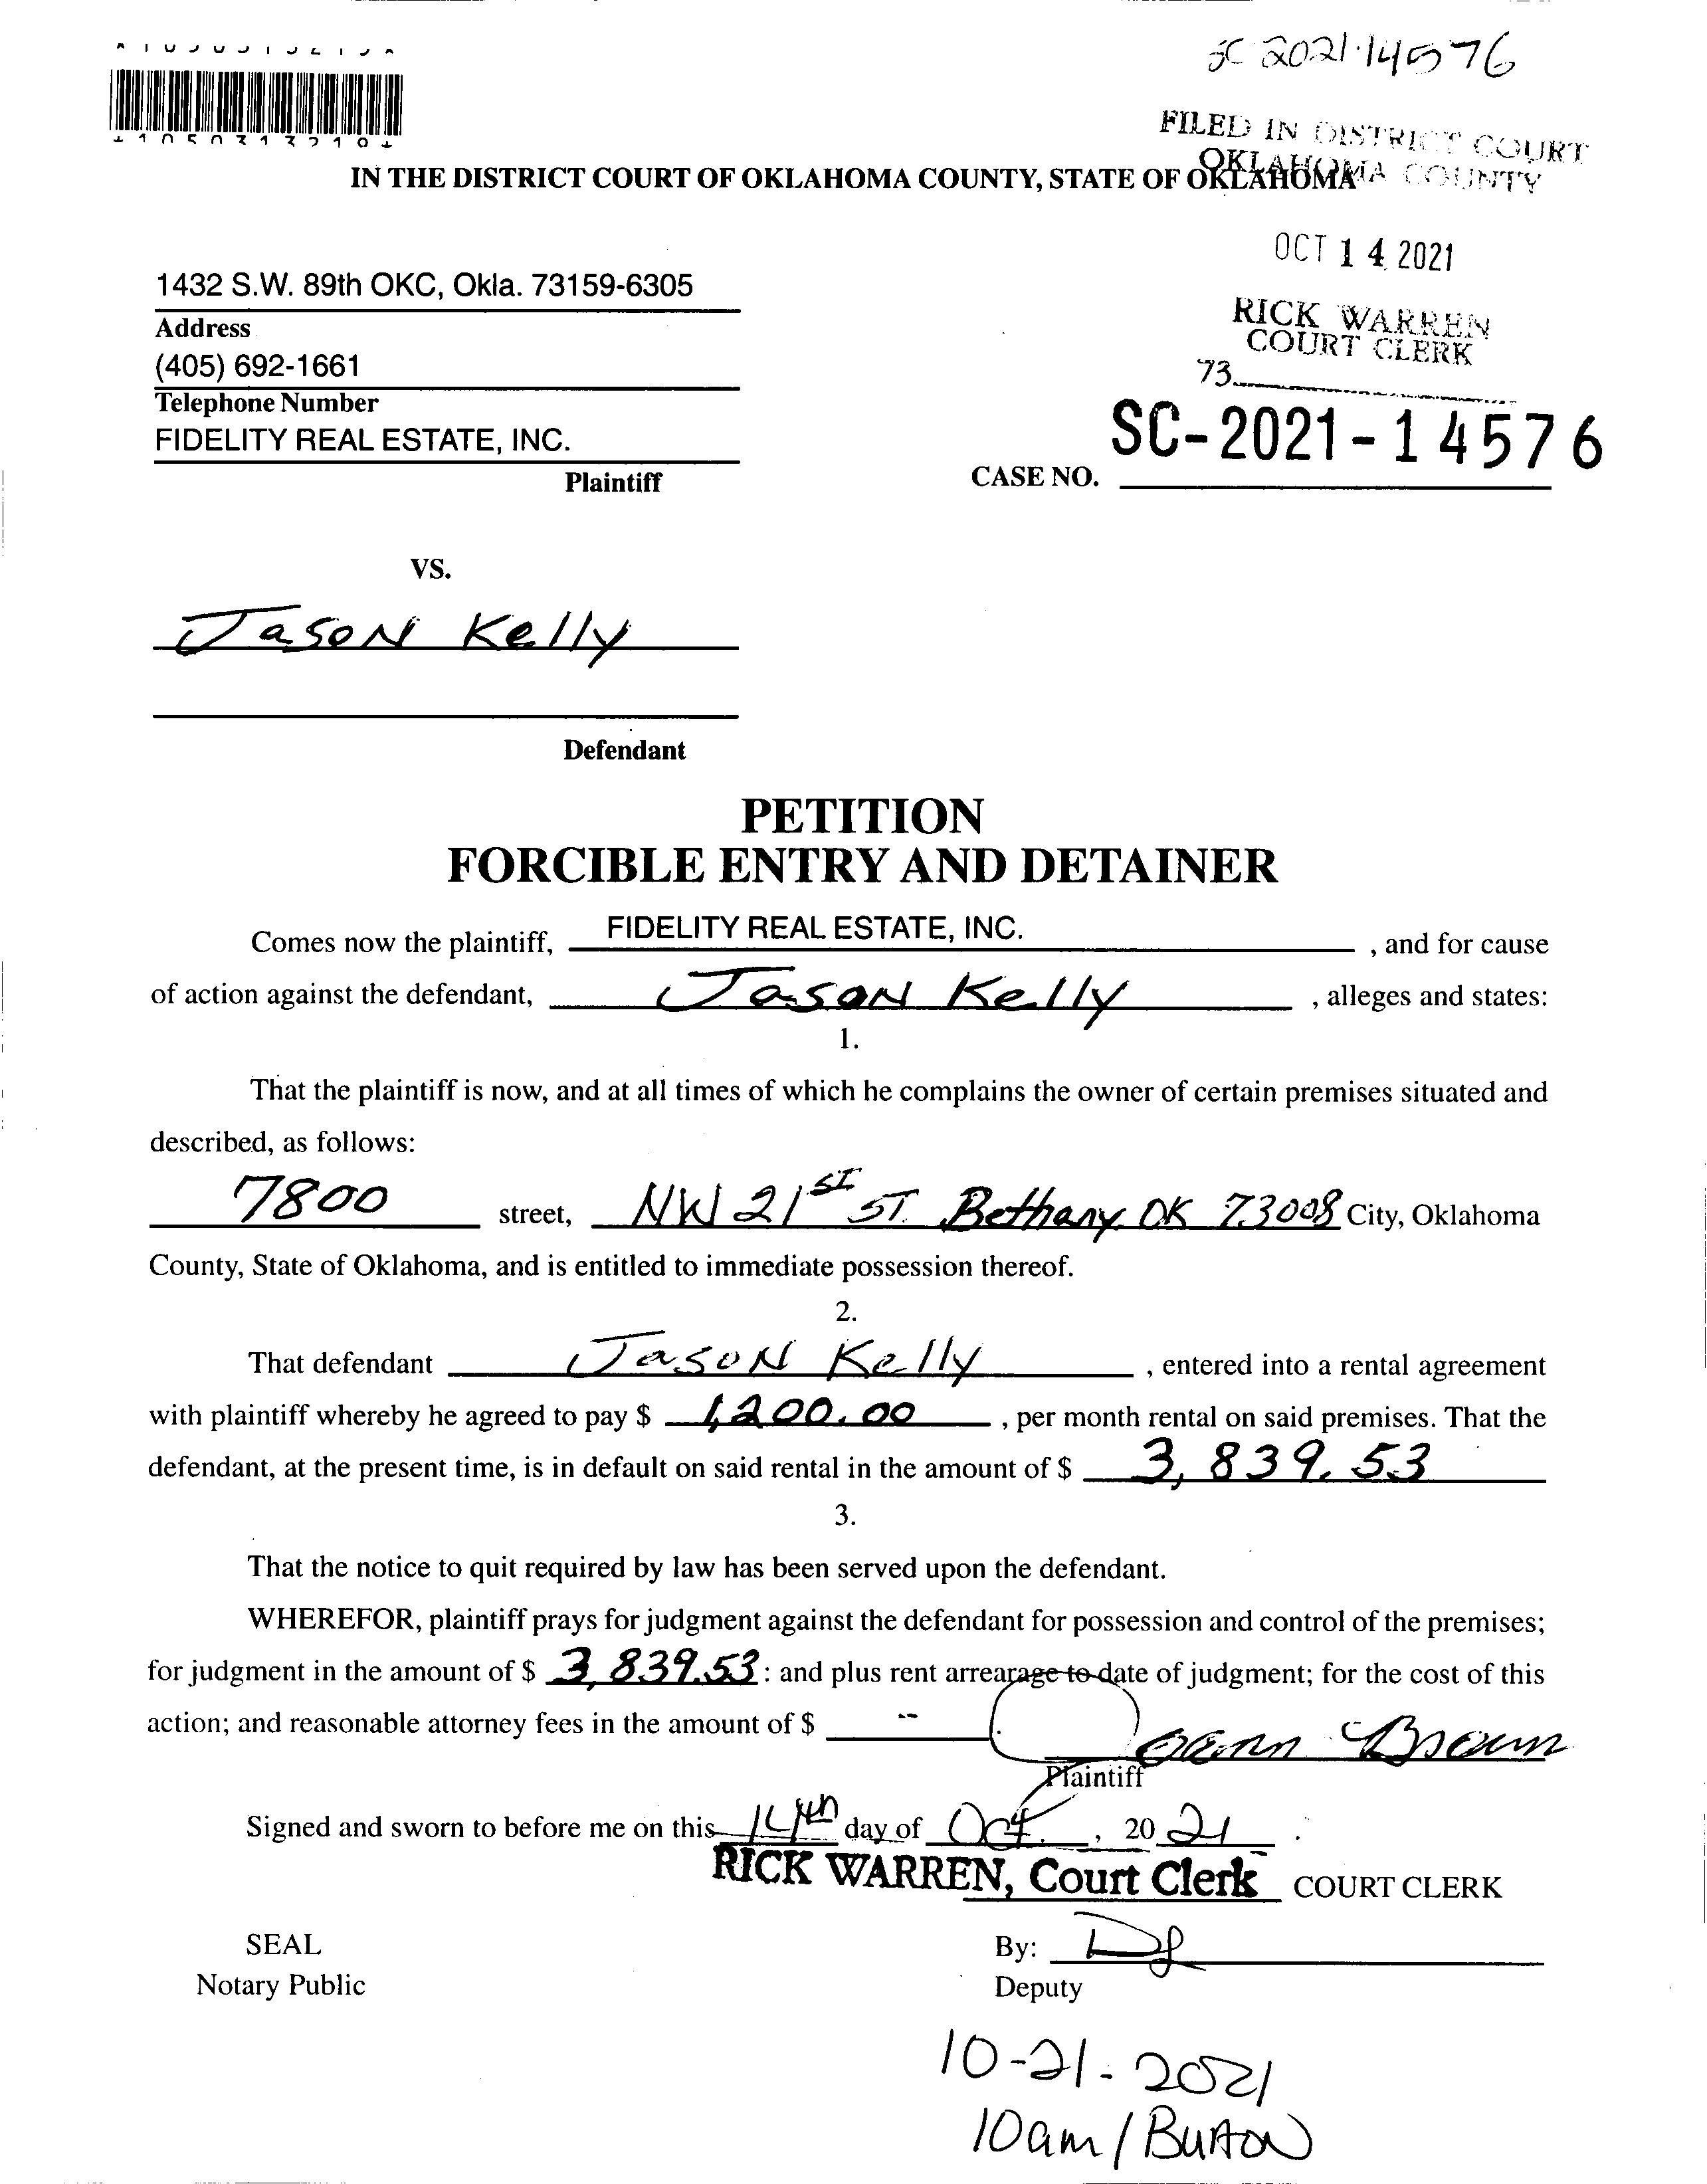 SC 2021-14576
FILED IN DISTRICT COURT
OKLAHOMA COUNTY
IN THE DISTRICT COURT OF OKLAHOMA COUNTY, STATE OF OKLAHOMA
OCT 14 2021
1432 S.W. 89th OKC, Okla. 73159-6305
Address
RICK WARREN
COURT CLERK
(405) 692-1661
73
Telephone Number
FIDELITY REAL ESTATE, INC.
Plaintiff
CASE NO. SC-2021-14576
VS.
Jason Kelly
Defendant
PETITION
FORCIBLE ENTRY AND DETAINER
Comes now the plaintiff, FIDELITY REAL ESTATE, INC. , and for cause
of action against the defendant, Jason Kelly , alleges and states:
1.
That the plaintiff is now, and at all times of which he complains the owner of certain premises situated and
described, as follows:
7800 street, NW 21st ST. Bethany, OK 73008 City, Oklahoma
County, State of Oklahoma, and is entitled to immediate possession thereof.
2.
That defendant Jason Kelly , entered into a rental agreement
with plaintiff whereby he agreed to pay $ 1,200.00 , per month rental on said premises. That the
defendant, at the present time, is in default on said rental in the amount of $ 3,839.53
3.
That the notice to quit required by law has been served upon the defendant.
WHEREFOR, plaintiff prays for judgment against the defendant for possession and control of the premises;
for judgment in the amount of $ 3,839.53 : and plus rent arrearage to date of judgment; for the cost of this
action; and reasonable attorney fees in the amount of $ -- .
Joann Brown
Plaintiff
Signed and sworn to before me on this 14th day of Oct. , 20 21 .
RICK WARREN, Court Clerk COURT CLERK
SEAL
By:
Notary Public
Deputy
10-21-2021
10am / Burton